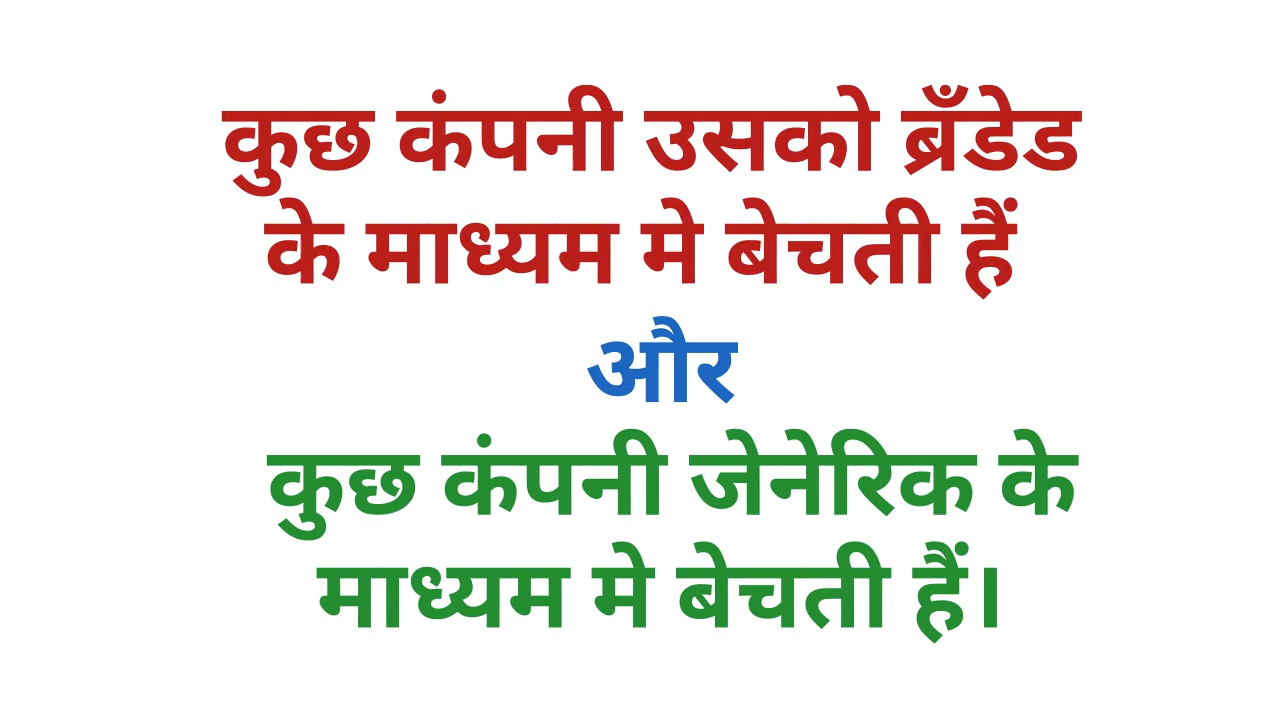 कुछ कंपनी उसको ब्रँडेड
के माध्यम मे बेचती हैं
और
कुछ कंपनी जेनेरिक के
माध्यम मे बेचती हैं।